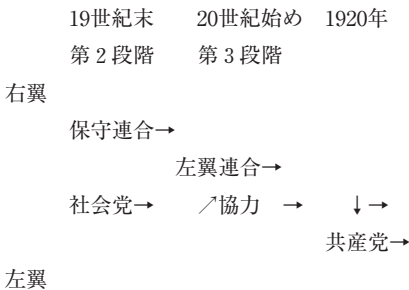 19世紀末 20世紀始め 1920年
第2段階 第3段階
右翼
保守連合→
左翼連合→
社会党→ ↗協力 → ↓→
共産党→
左翼